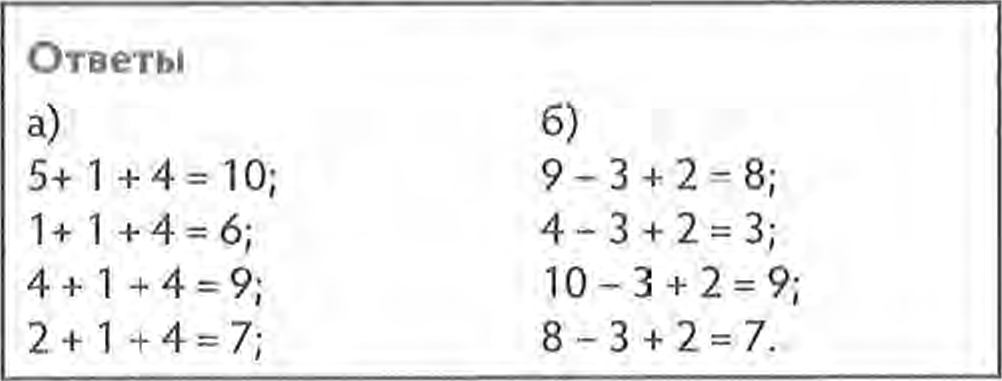 Ответы
а)
5+ 1 + 4 = 10;
1+ 1 + 4 = 6;
4 + 1 + 4 = 9;
2 + 1 + 4 = 7;
б)
9 – 3 + 2 = 8;
4 – 3 + 2 = 3;
10 – 3 + 2 = 9;
8 – 3 + 2 = 7.